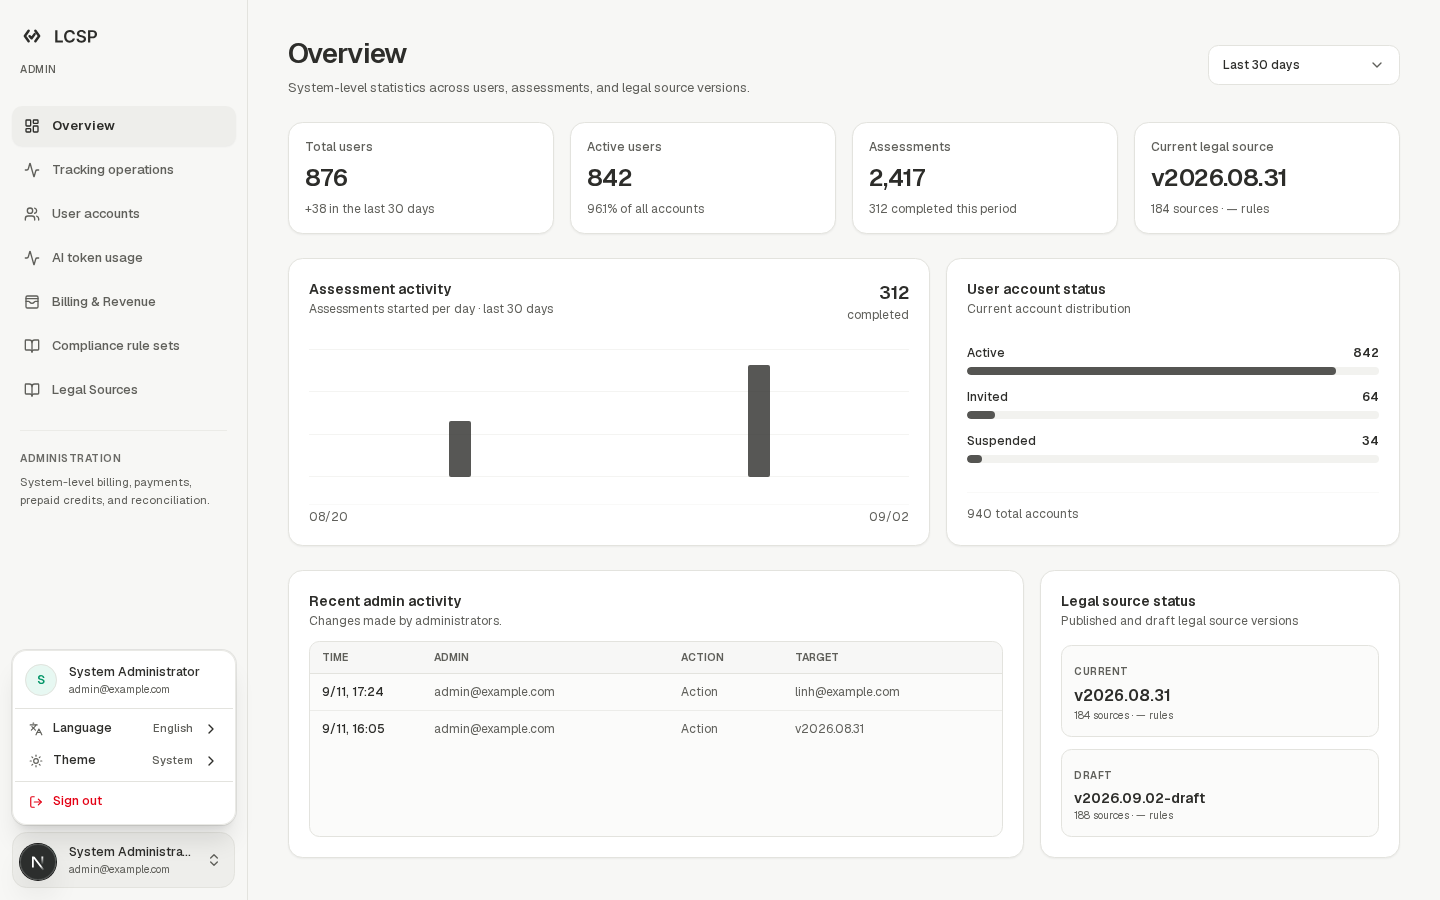 LCSP
ADMIN
Overview
Tracking operations
User accounts
AI token usage
Billing & Revenue
Compliance rule sets
Legal Sources
ADMINISTRATION
System-level billing, payments,
prepaid credits, and reconciliation.
S
System Administrator
admin@example.com
Language English
Theme System
Sign out
N
System Administra...
admin@example.com
Overview
System-level statistics across users, assessments, and legal source versions.
Last 30 days
Total users
876
+38 in the last 30 days
Active users
842
96.1% of all accounts
Assessments
2,417
312 completed this period
Current legal source
v2026.08.31
184 sources · — rules
Assessment activity
Assessments started per day · last 30 days
312
completed
08/20 09/02
User account status
Current account distribution
Active 842
Invited 64
Suspended 34
940 total accounts
Recent admin activity
Changes made by administrators.
TIME ADMIN ACTION TARGET
9/11, 17:24 admin@example.com Action linh@example.com
9/11, 16:05 admin@example.com Action v2026.08.31
Legal source status
Published and draft legal source versions
CURRENT
v2026.08.31
184 sources · — rules
DRAFT
v2026.09.02-draft
188 sources · — rules